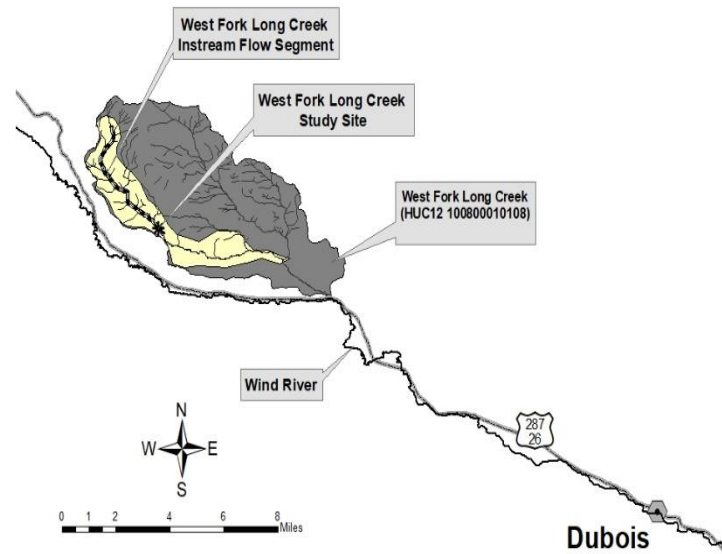 West Fork Long Creek
Instream Flow Segment
West Fork Long Creek
Study Site
West Fork Long Creek
(HUC12 100800010108)
Wind River
N
W
E
S
287
26
0 1 2 4 6 8
Miles
Dubois